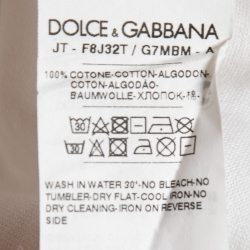 DOLCE & GABBANA
JT - F8J32T / G7MBM - A
100% COTONE-COTTON-ALGODON-
COTON-ALGODÃO-
BAUMWOLLE-ХЛОПОК-
30
30
WASH IN WATER 30°-NO BLEACH-NO
TUMBLER-DRY FLAT-COOL IRON-NO
DRY CLEANING-IRON ON REVERSE
SIDE